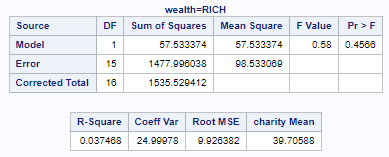 wealth=RICH
Source DF Sum of Squares Mean Square F Value Pr > F
Model 1 57.533374 57.533374 0.58 0.4566
Error 15 1477.996038 98.533069
Corrected Total 16 1535.529412
R-Square Coeff Var Root MSE charity Mean
0.037468 24.99978 9.926382 39.70588